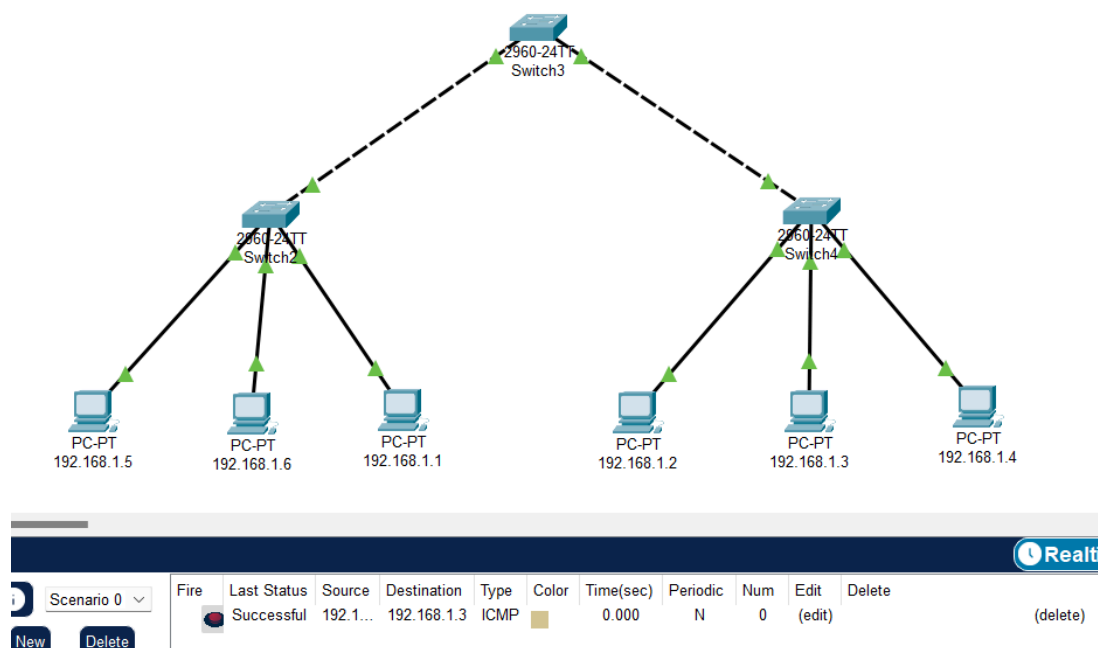 2960-24TT
Switch3
2960-24TT
Switch2
2960-24TT
Switch4
PC-PT
192.168.1.5
PC-PT
192.168.1.6
PC-PT
192.168.1.1
PC-PT
192.168.1.2
PC-PT
192.168.1.3
PC-PT
192.168.1.4
Realti
Scenario 0
New Delete
Fire Last Status Source Destination Type Color Time(sec) Periodic Num Edit Delete
Successful 192.1... 192.168.1.3 ICMP 0.000 N 0 (edit) (delete)